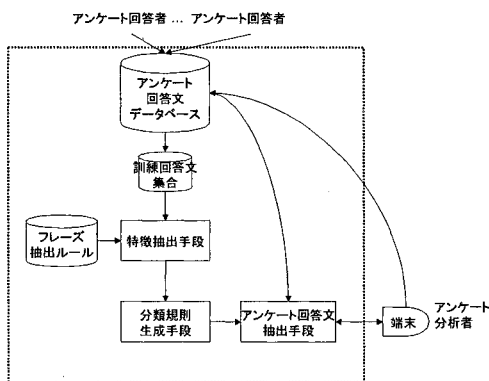 アンケート回答者 … アンケート回答者
アンケート
回答文
データベース
訓練回答文
集合
フレーズ
抽出ルール
特徴抽出手段
分類規則
生成手段
アンケート回答文
抽出手段
端末
アンケート
分析者